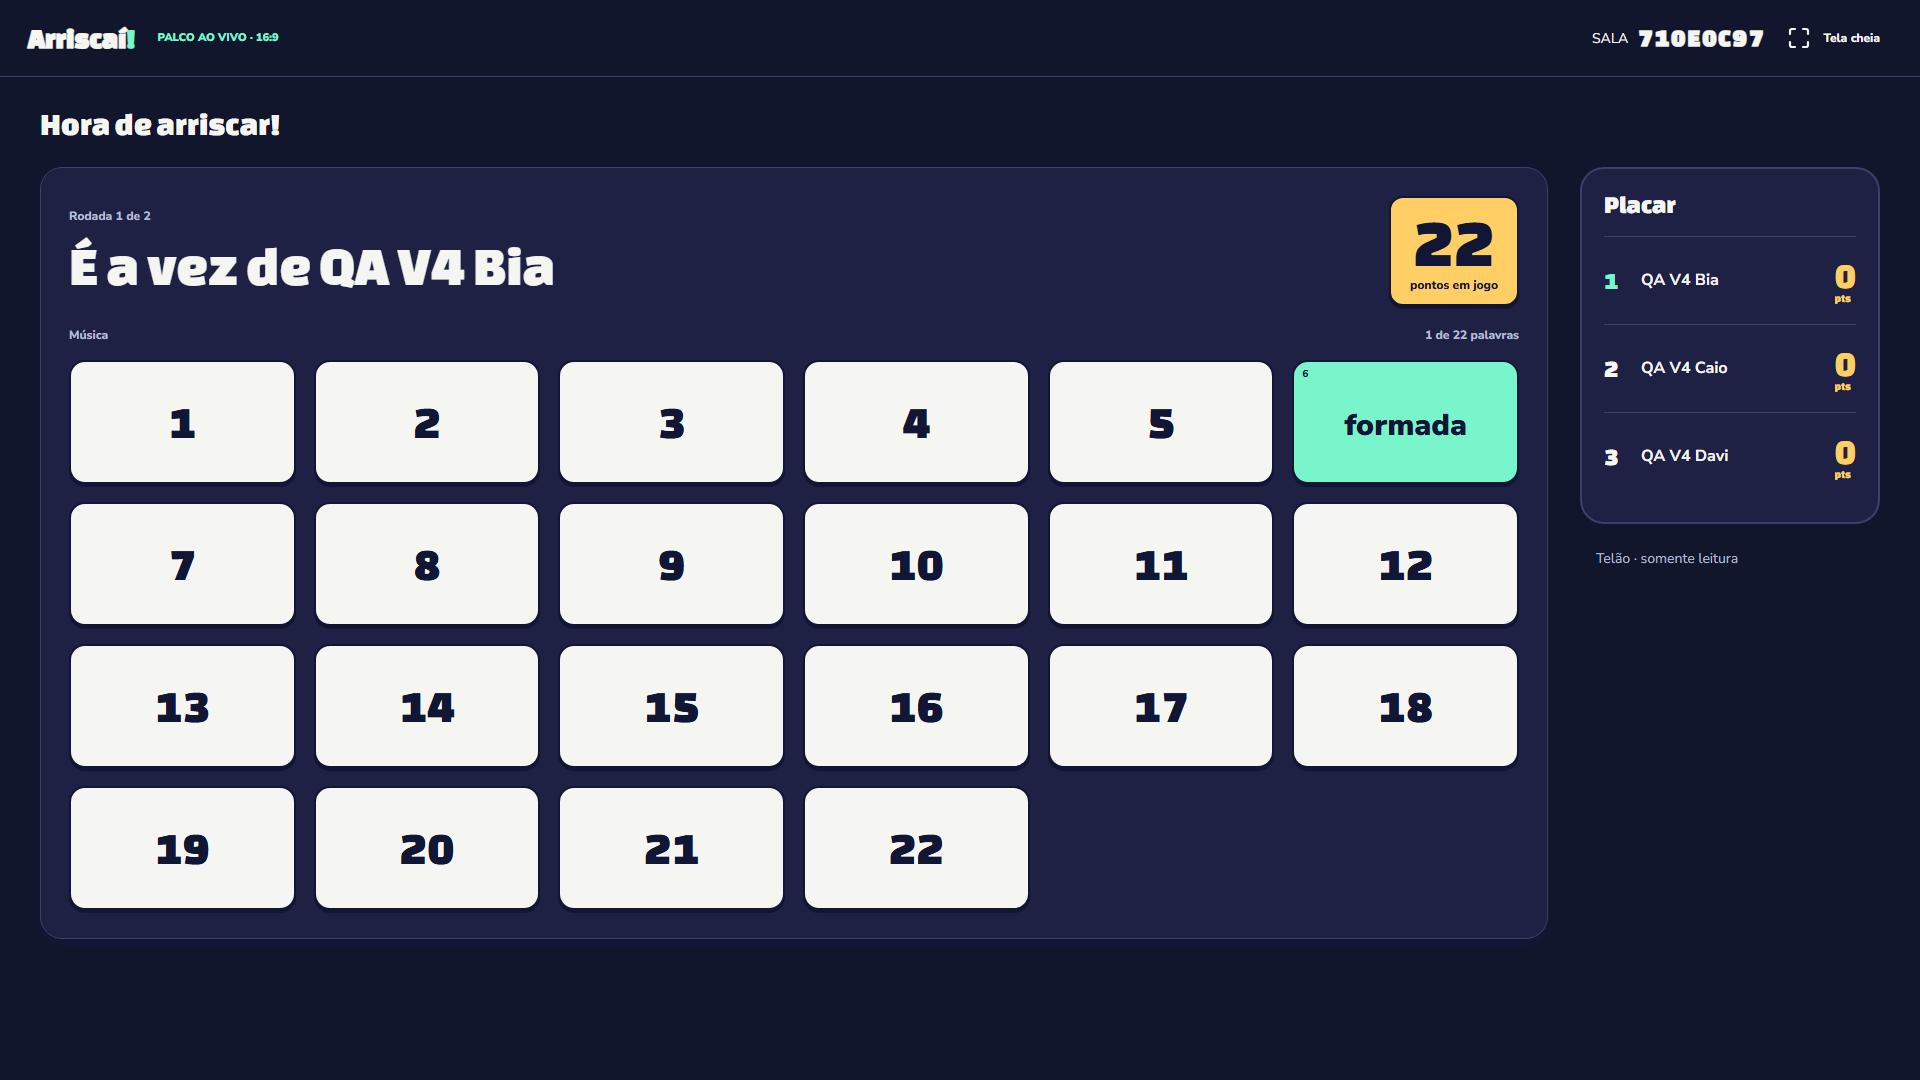 Arriscaí!
PALCO AO VIVO · 16:9
SALA 710E0C97
Tela cheia
Hora de arriscar!
Rodada 1 de 2
É a vez de QA V4 Bia
22
pontos em jogo
Música
1 de 22 palavras
1 2 3 4 5 6 formada
7 8 9 10 11 12
13 14 15 16 17 18
19 20 21 22
Placar
1 QA V4 Bia 0 pts
2 QA V4 Caio 0 pts
3 QA V4 Davi 0 pts
Telão · somente leitura